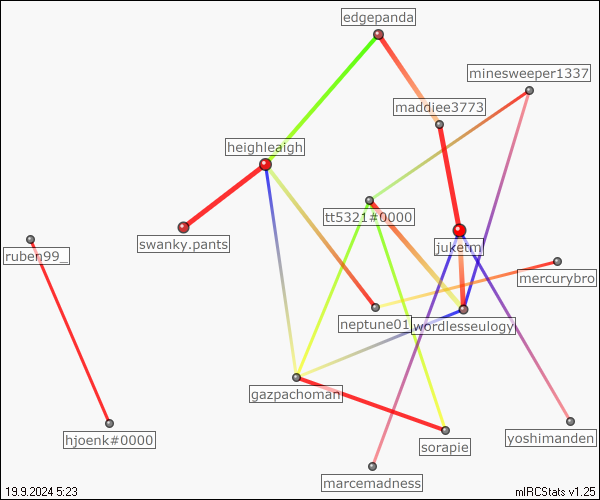 edgepanda
minesweeper1337
maddiee3773
heighleaigh
tt5321#0000
swanky.pants
juketm
ruben99_
mercurybro
neptune01
wordlesseulogy
gazpachoman
hjoenk#0000
sorapie
yoshimanden
marcemadness
19.9.2024 5:23
mIRCStats v1.25